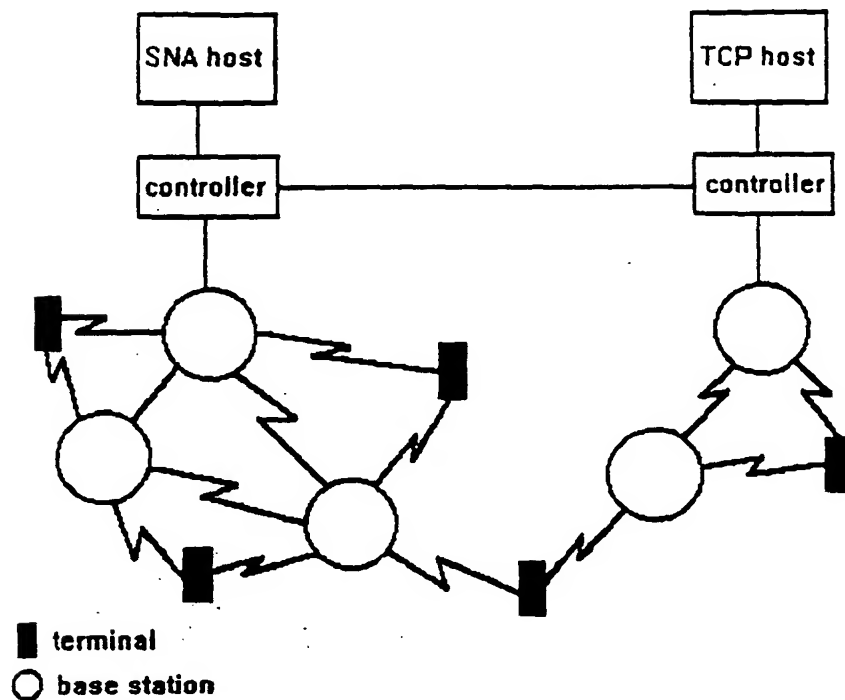 SNA host
TCP host
controller
controller
terminal
base station